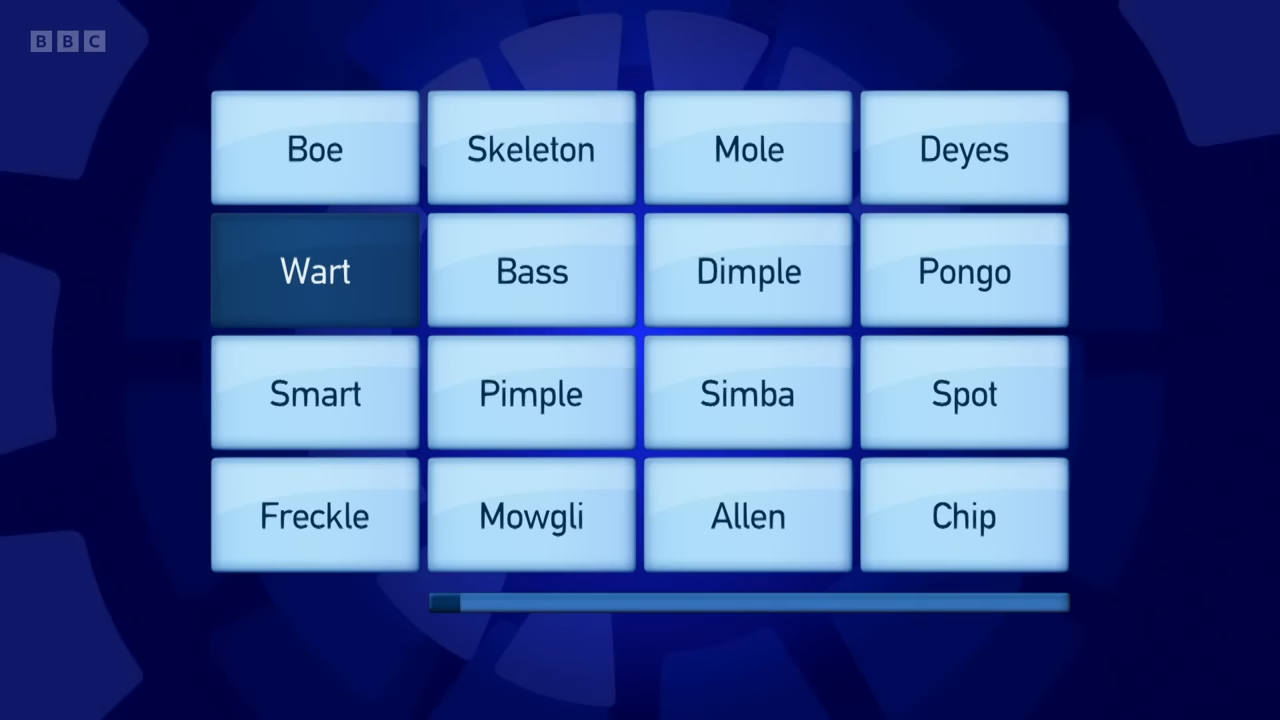 BBC
Boe
Skeleton
Mole
Deyes
Wart
Bass
Dimple
Pongo
Smart
Pimple
Simba
Spot
Freckle
Mowgli
Allen
Chip